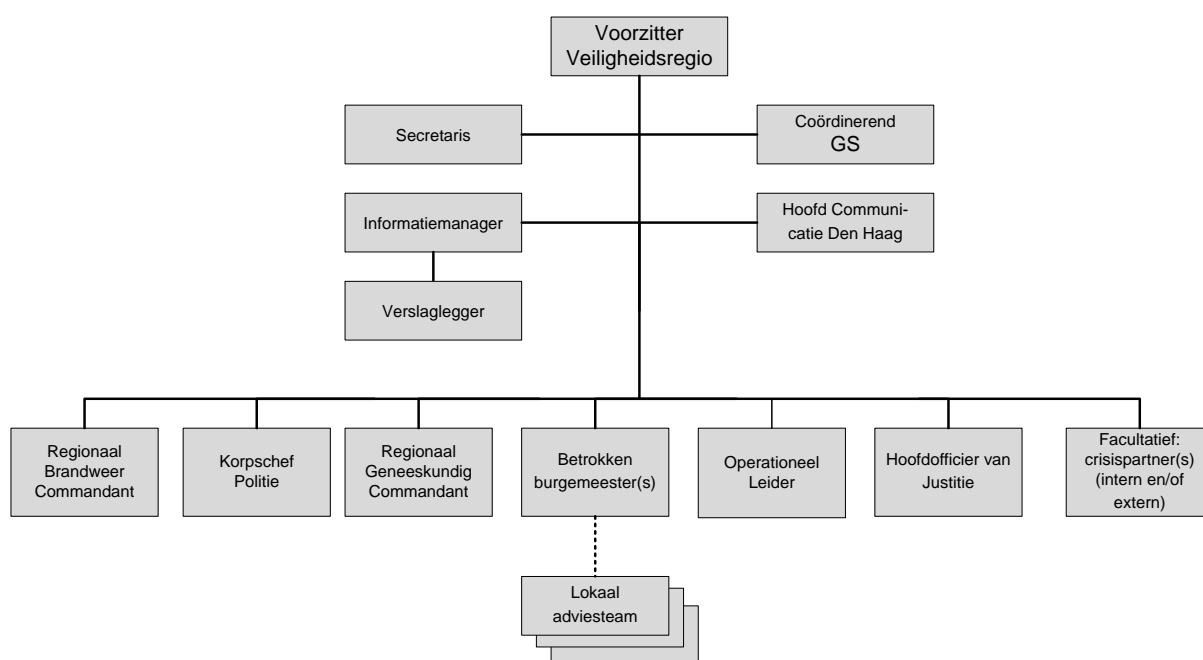 Voorzitter
Veiligheidsregio
Secretaris
Coördinerend
GS
Informatiemanager
Hoofd Communi-
catie Den Haag
Verslaglegger
Regionaal
Brandweer
Commandant
Korpschef
Politie
Regionaal
Geneeskundig
Commandant
Betrokken
burgemeester(s)
Operationeel
Leider
Hoofdofficier van
Justitie
Facultatief:
crisispartner(s)
(intern en/of
extern)
Lokaal
adviesteam